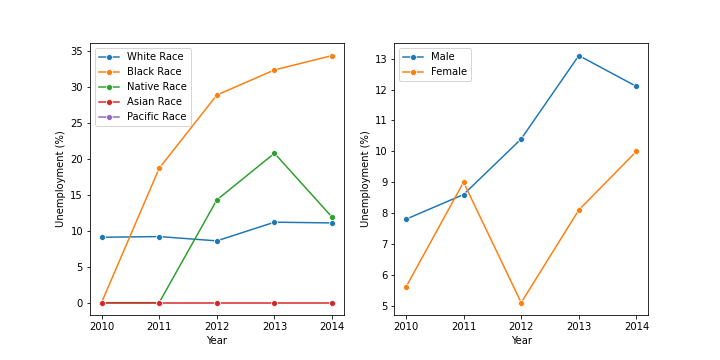 White Race
Black Race
Native Race
Asian Race
Pacific Race
35
30
25
20
15
10
5
0
Unemployment (%)
2010 2011 2012 2013 2014
Year
Male
Female
13
12
11
10
9
8
7
6
5
Unemployment (%)
2010 2011 2012 2013 2014
Year